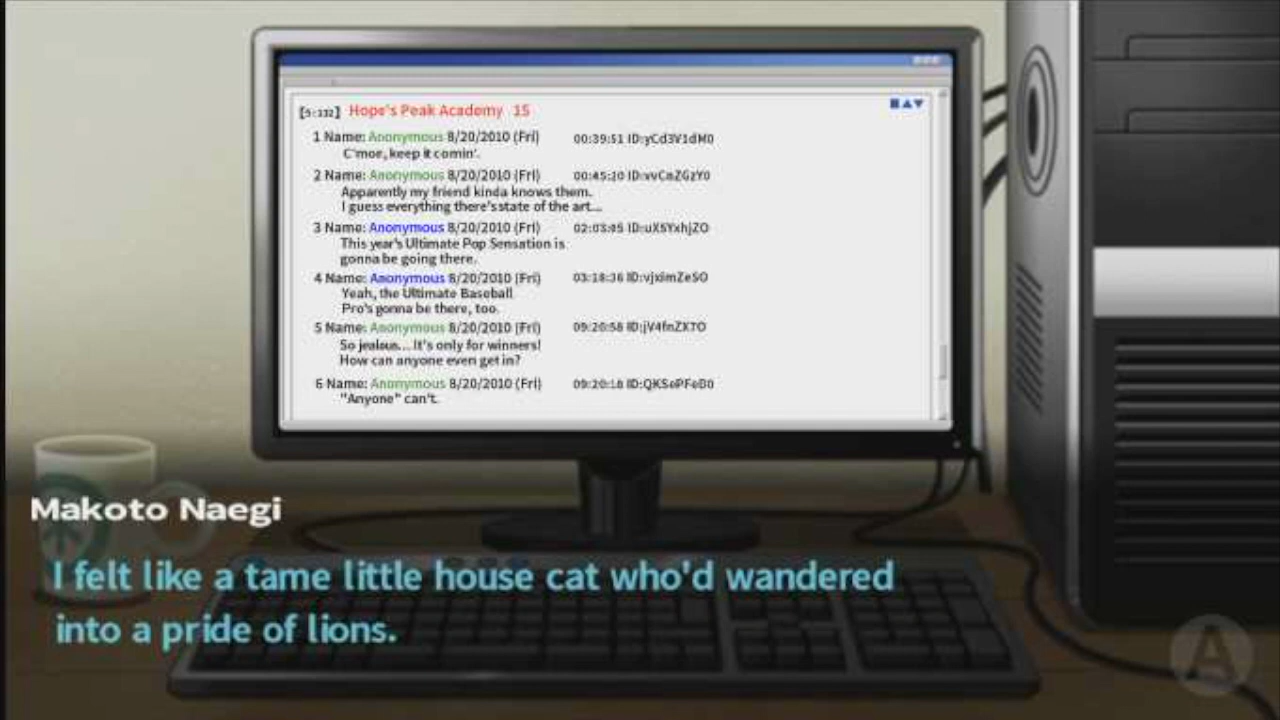 [5:132] Hope's Peak Academy 15
1 Name: Anonymous 8/20/2010 (Fri) 00:39:51 ID:yCd3V1dM0
C'mor, keep it comin'.
2 Name: Anonymous 8/20/2010 (Fri) 00:45:20 ID:vvCnZGzY0
Apparently my friend kinda knows them.
I guess everything there's state of the art...
3 Name: Anonymous 8/20/2010 (Fri) 02:03:05 ID:uX5YxhjZO
This year's Ultimate Pop Sensation is
gonna be going there.
4 Name: Anonymous 8/20/2010 (Fri) 03:18:36 ID:vjximZeSO
Yeah, the Ultimate Baseball
Pro's gonna be there, too.
5 Name: Anonymous 8/20/2010 (Fri) 09:20:58 ID:jV4fnZXTO
So jealous... It's only for winners!
How can anyone even get in?
6 Name: Anonymous 8/20/2010 (Fri) 09:20:18 ID:QKSePFeD0
"Anyone" can't.
Makoto Naegi
I felt like a tame little house cat who'd wandered
into a pride of lions.
A